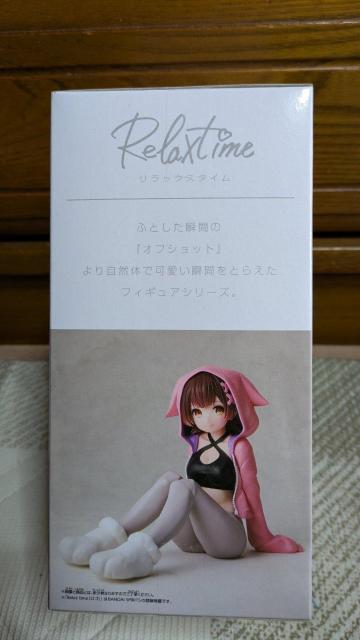 Relaxtime
リラックスタイム
ふとした瞬間の
「オフショット」
より自然体で可愛い瞬間をとらえた
フィギュアシリーズ。